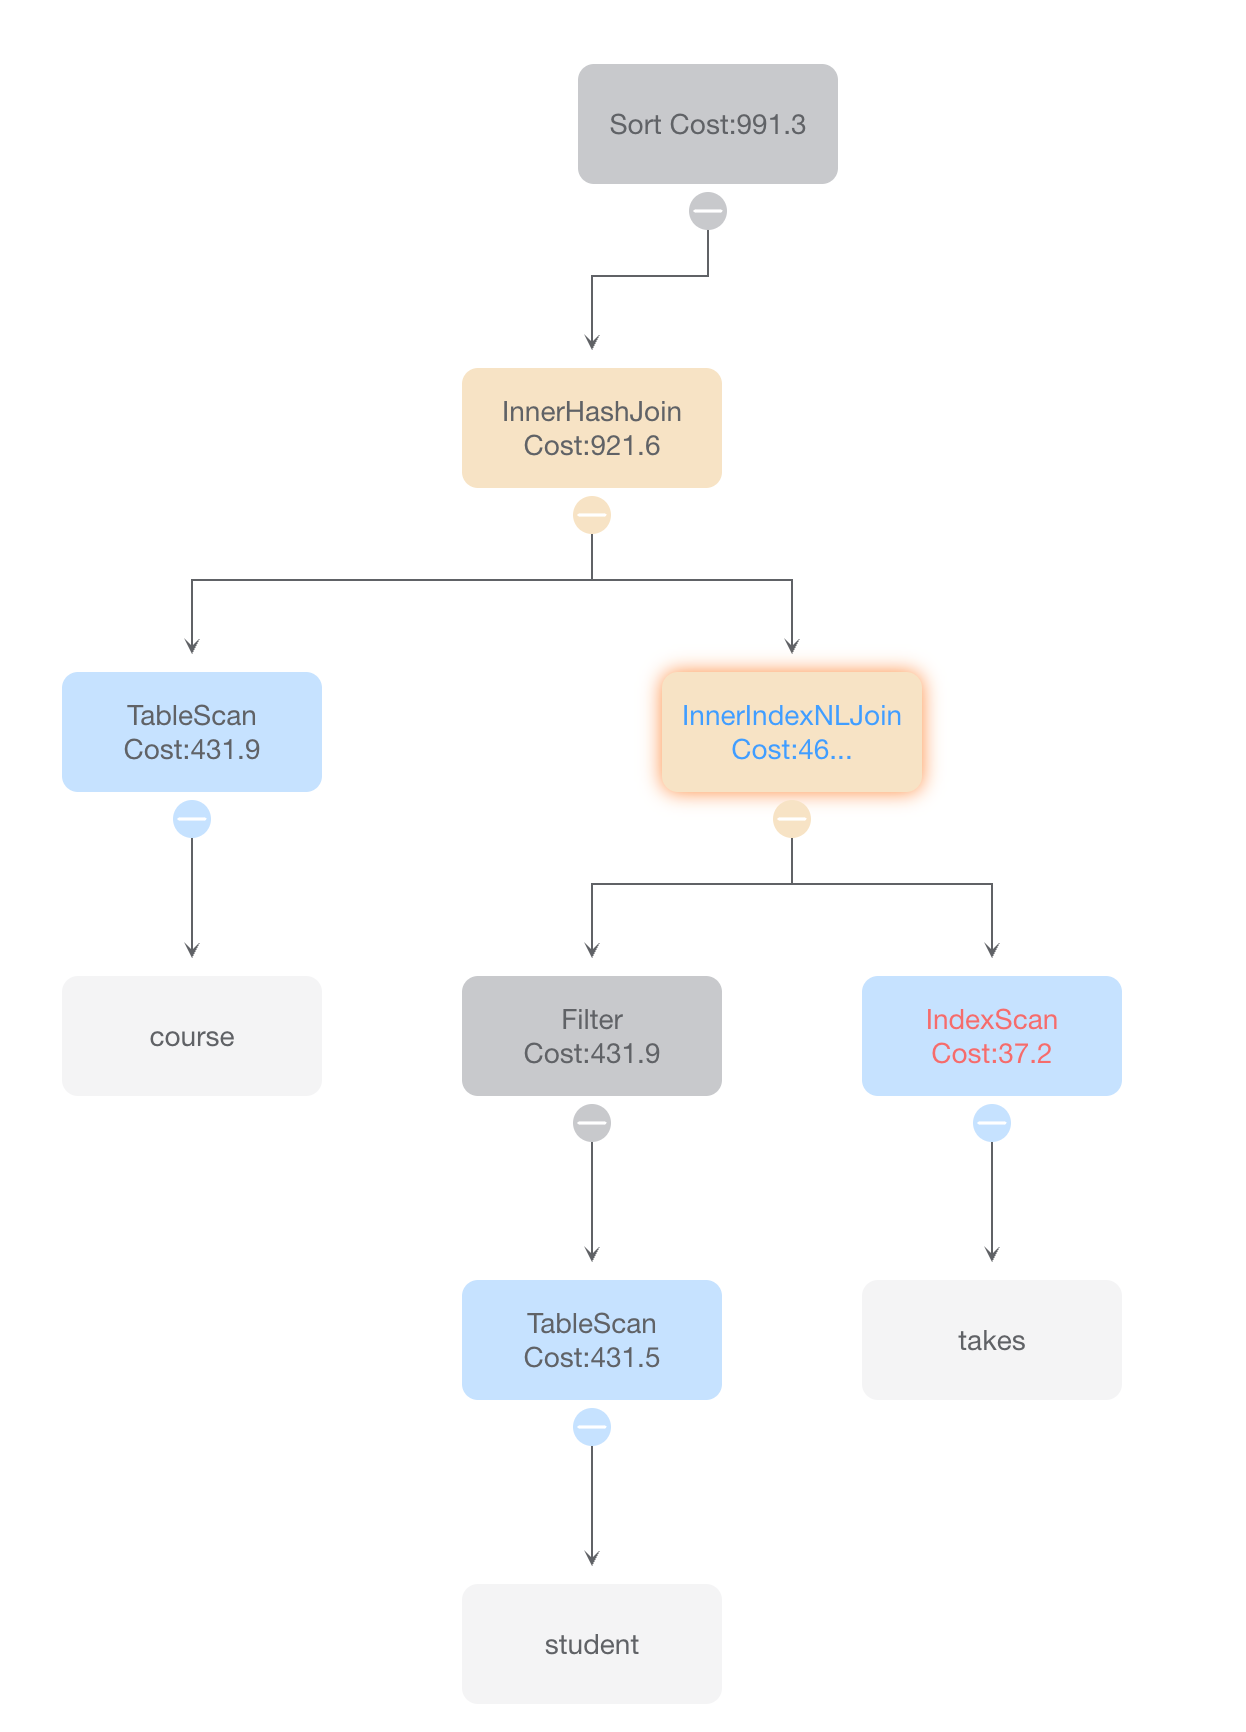 Sort Cost:991.3
InnerHashJoin
Cost:921.6
TableScan
Cost:431.9
InnerIndexNLJoin
Cost:46...
course
Filter
Cost:431.9
IndexScan
Cost:37.2
TableScan
Cost:431.5
takes
student